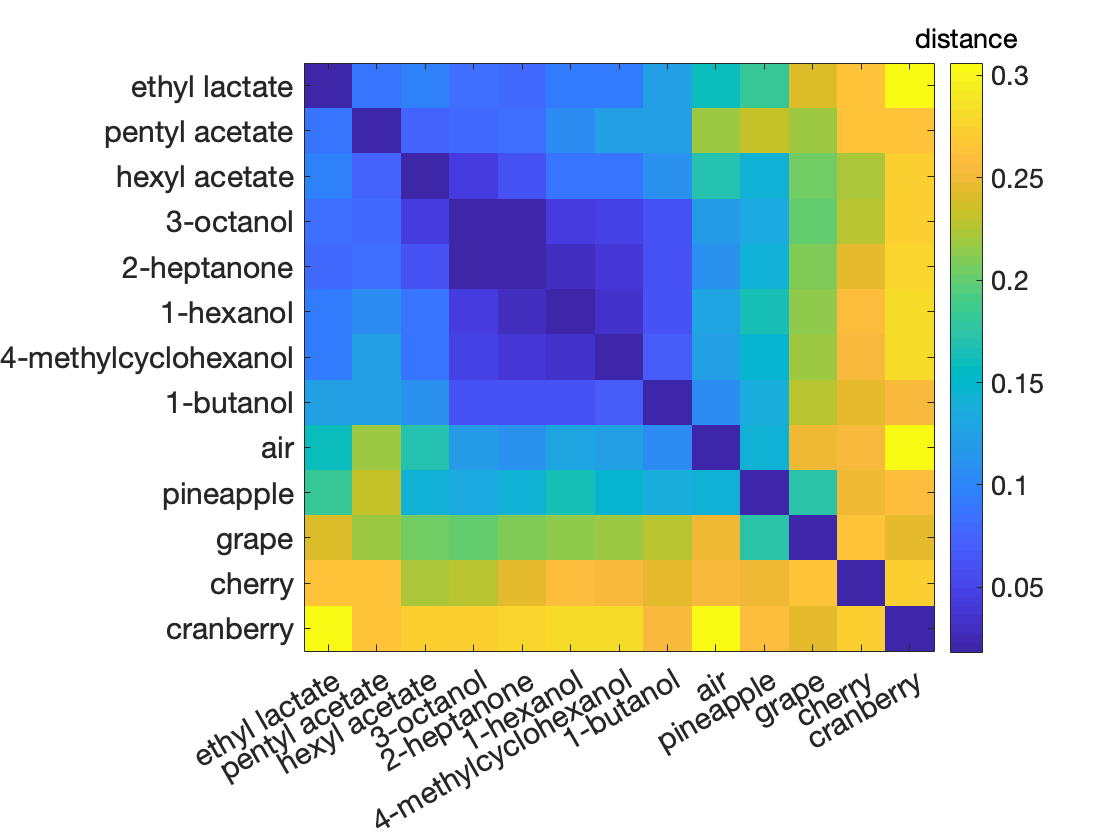 distance
ethyl lactate
pentyl acetate
hexyl acetate
3-octanol
2-heptanone
1-hexanol
4-methylcyclohexanol
1-butanol
air
pineapple
grape
cherry
cranberry
0.3
0.25
0.2
0.15
0.1
0.05
ethyl lactate
pentyl acetate
hexyl acetate
3-octanol
2-heptanone
1-hexanol
4-methylcyclohexanol
1-butanol
air
pineapple
grape
cherry
cranberry